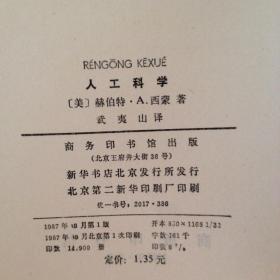 RÉNGŌNG KĒXUÉ
人工科学
〔美〕赫伯特·A.西蒙 著
武夷山译
商务印书馆出版
(北京王府井大街36号)
新华书店北京发行所发行
北京第二新华印刷厂印刷
统一书号：2017·336
1987年 月第1版 开本 850×1168 1/32
1987年 月北京第1次印刷 字数 161千
印数 14,900册 印张
定价：1.35元